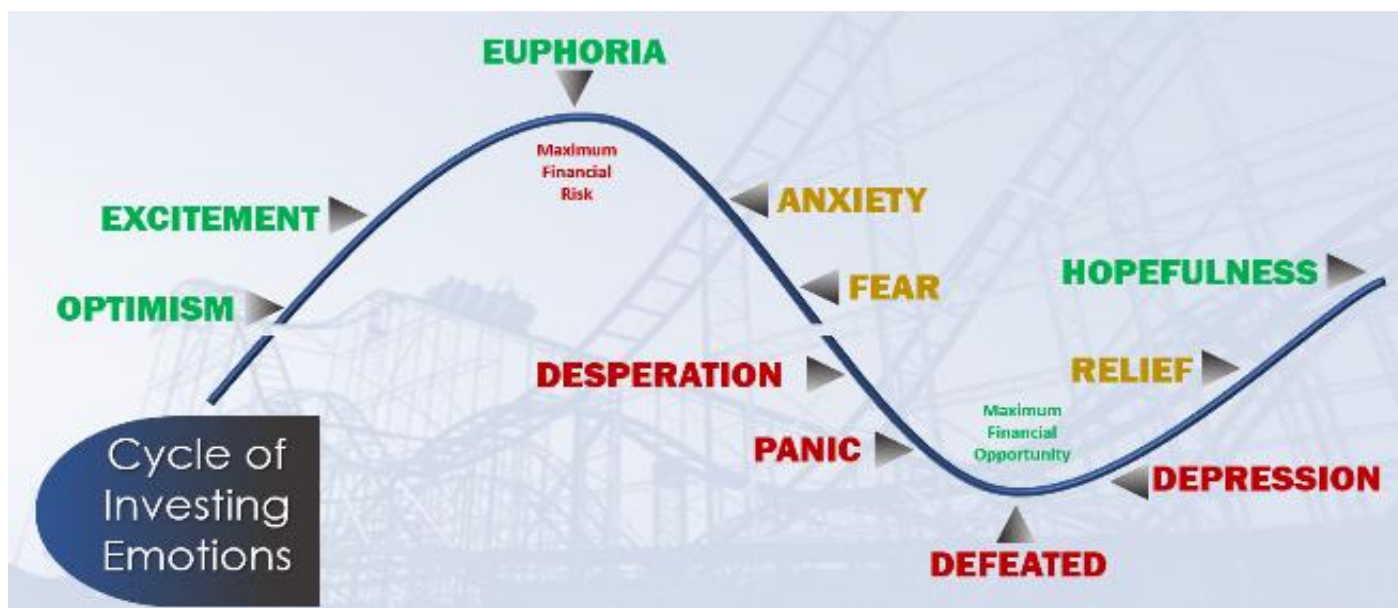 EUPHORIA
Maximum
Financial
Risk
EXCITEMENT
ANXIETY
OPTIMISM
FEAR
HOPEFULNESS
DESPERATION
RELIEF
PANIC
Maximum
Financial
Opportunity
DEPRESSION
DEFEATED
Cycle of
Investing
Emotions